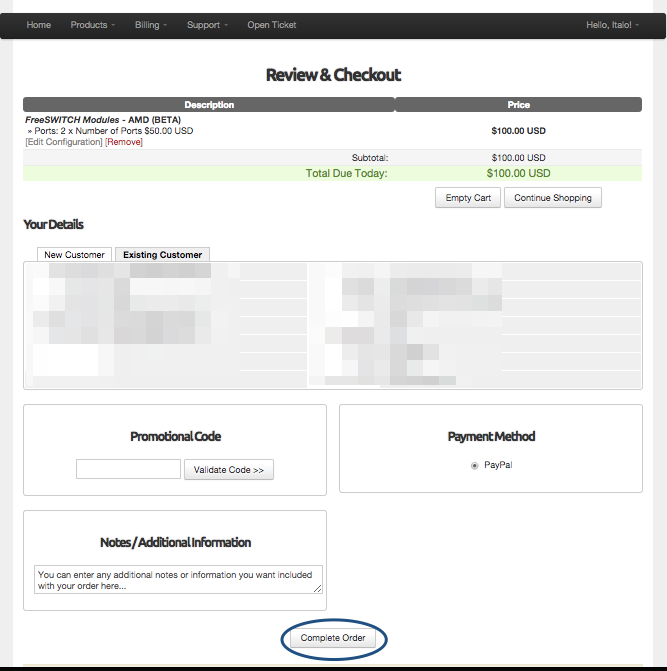 Home Products Billing Support Open Ticket Hello, Italo!
Review & Checkout
Description Price
FreeSWITCH Modules - AMD (BETA)
» Ports: 2 x Number of Ports $50.00 USD $100.00 USD
[Edit Configuration] [Remove]
Subtotal: $100.00 USD
Total Due Today: $100.00 USD
Empty Cart Continue Shopping
Your Details
New Customer Existing Customer
Promotional Code
Validate Code >>
Payment Method
PayPal
Notes / Additional Information
You can enter any additional notes or information you want included
with your order here...
Complete Order